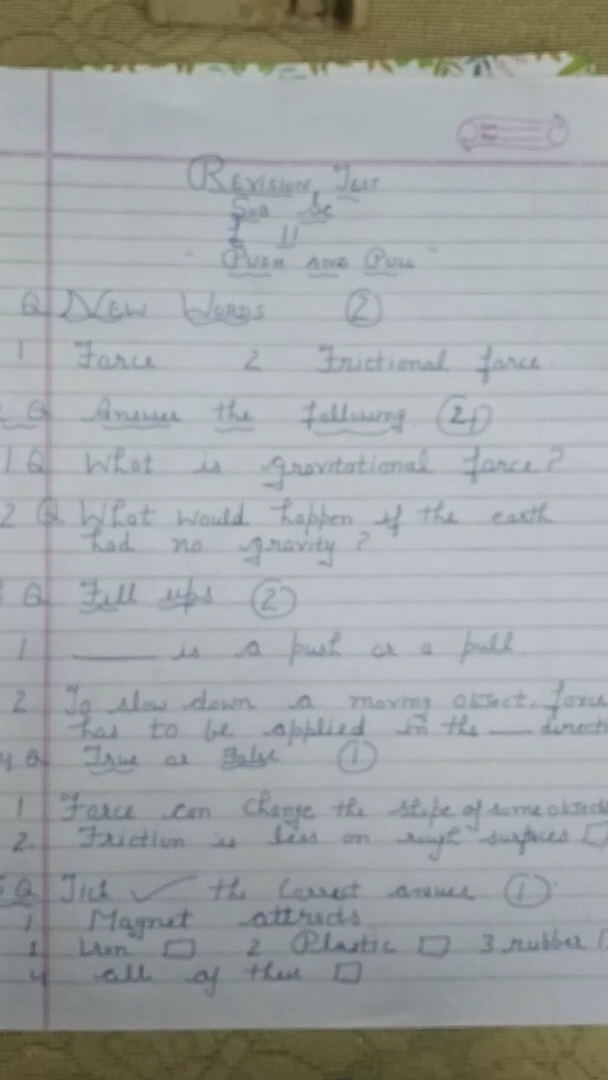 Revision Test
Sub Sc
L 11
Push and Pull
Q New Words 2
1 Force 2 Frictional force
2 Q Answer the following
1 Q What is gravitational force?
2 Q What would happen if the earth
had no gravity?
Q Fill ups 2
1 ____ is a push or a pull
2 To slow down a moving object, force
has to be applied in the ___ direct
4 Q True or False 1
1 Force can change the shape of some objects
2 Friction is less on rough surfaces
5 Q Tick ✓ the correct answer 1
1 Magnet attracts
1 Iron 2 Plastic 3 rubber
4 all of these